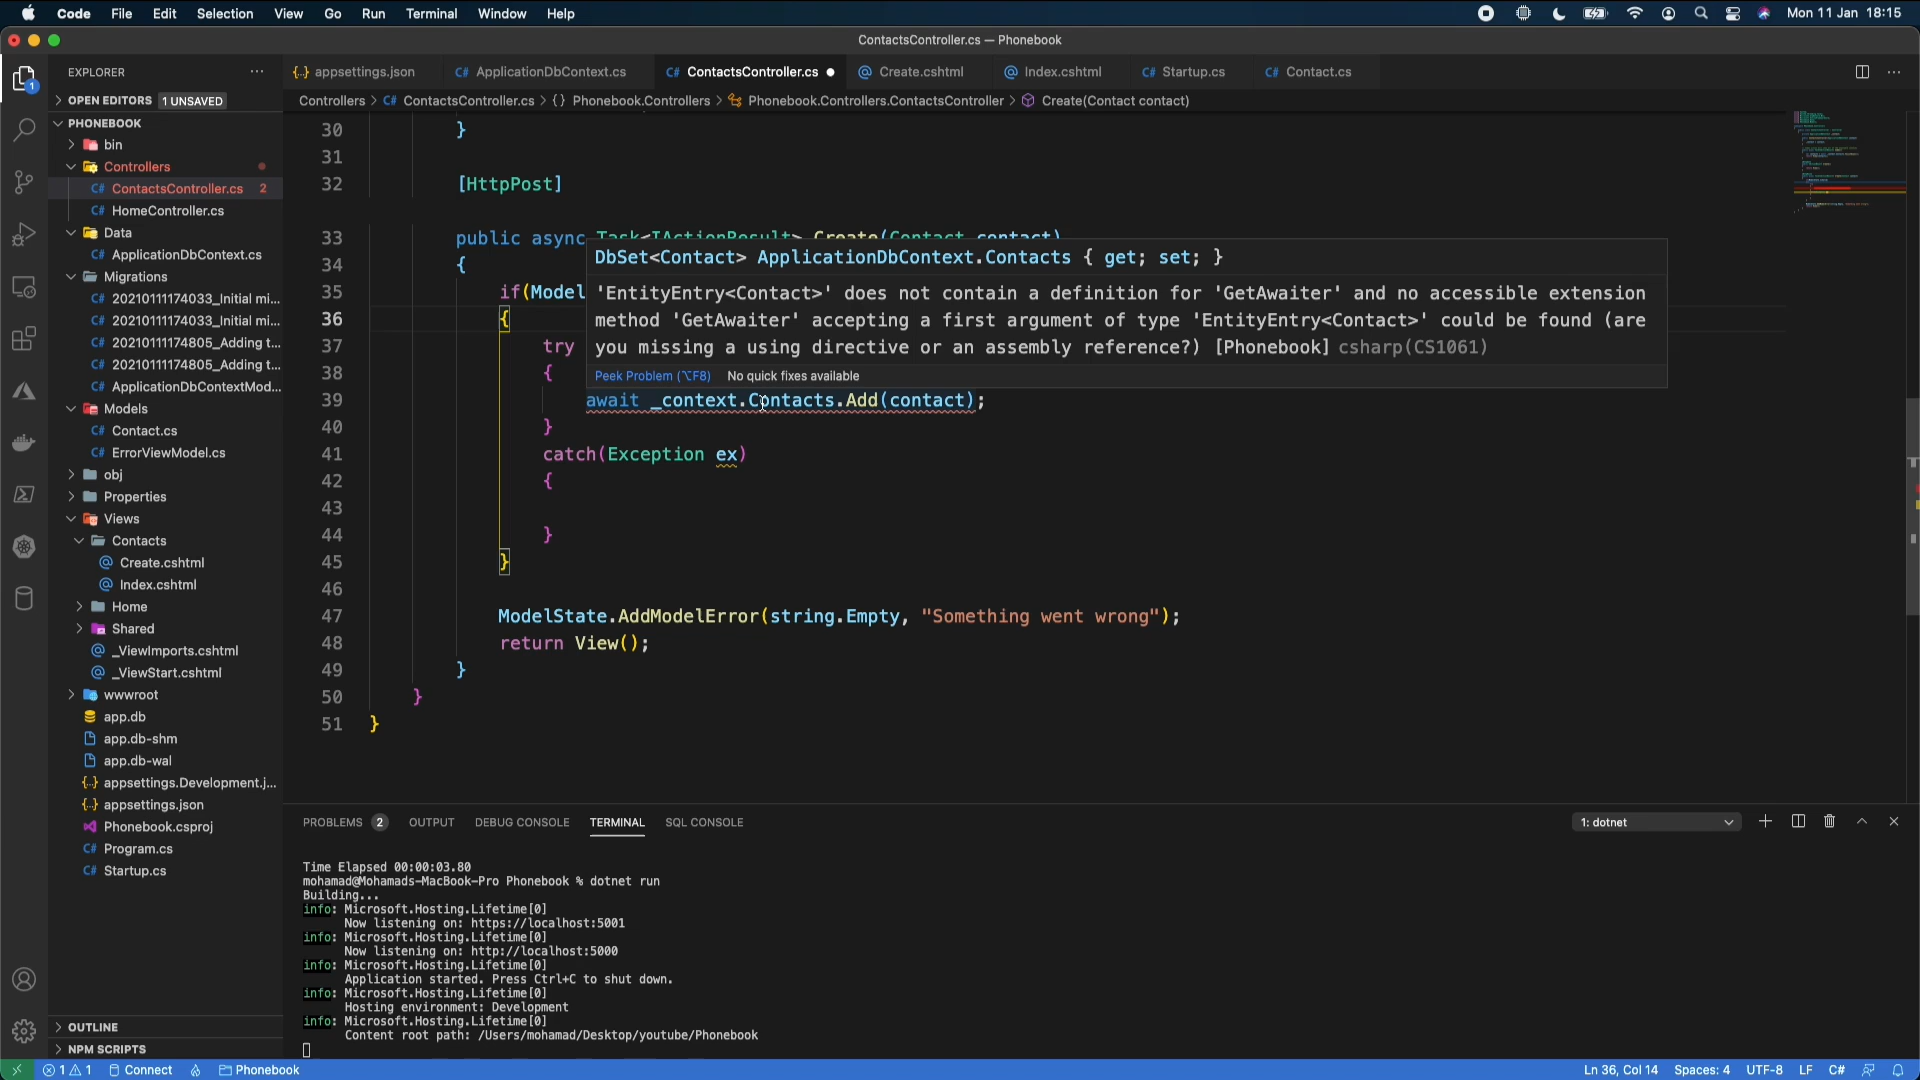 Code File Edit Selection View Go Run Terminal Window Help Mon 11 Jan 18:15
ContactsController.cs — Phonebook
EXPLORER ···
appsettings.json C# ApplicationDbContext.cs C# ContactsController.cs ● Create.cshtml Index.cshtml C# Startup.cs C# Contact.cs
OPEN EDITORS 1 UNSAVED
Controllers > C# ContactsController.cs > {} Phonebook.Controllers > Phonebook.Controllers.ContactsController > Create(Contact contact)
PHONEBOOK
bin
Controllers
C# ContactsController.cs 2
C# HomeController.cs
Data
C# ApplicationDbContext.cs
Migrations
C# 20210111174033_Initial mi...
C# 20210111174033_Initial mi...
C# 20210111174805_Adding t...
C# 20210111174805_Adding t...
C# ApplicationDbContextMod...
Models
C# Contact.cs
C# ErrorViewModel.cs
obj
Properties
Views
Contacts
Create.cshtml
Index.cshtml
Home
Shared
_ViewImports.cshtml
_ViewStart.cshtml
wwwroot
app.db
app.db-shm
app.db-wal
appsettings.Development.j...
appsettings.json
Phonebook.csproj
C# Program.cs
C# Startup.cs
OUTLINE
NPM SCRIPTS
30 }
31
32 [HttpPost]
33 public async Task<IActionResult> Create(Contact contact)
34 {
35 if(Model
36 {
37 try
38 {
39 await _context.Contacts.Add(contact);
40 }
41 catch(Exception ex)
42 {
43
44 }
45 }
46
47 ModelState.AddModelError(string.Empty, "Something went wrong");
48 return View();
49 }
50 }
51 }
DbSet<Contact> ApplicationDbContext.Contacts { get; set; }
'EntityEntry<Contact>' does not contain a definition for 'GetAwaiter' and no accessible extension
method 'GetAwaiter' accepting a first argument of type 'EntityEntry<Contact>' could be found (are
you missing a using directive or an assembly reference?) [Phonebook] csharp(CS1061)
Peek Problem (⌥F8) No quick fixes available
PROBLEMS 2 OUTPUT DEBUG CONSOLE TERMINAL SQL CONSOLE 1: dotnet
Time Elapsed 00:00:03.80
mohamad@Mohamads-MacBook-Pro Phonebook % dotnet run
Building...
info: Microsoft.Hosting.Lifetime[0]
Now listening on: https://localhost:5001
info: Microsoft.Hosting.Lifetime[0]
Now listening on: http://localhost:5000
info: Microsoft.Hosting.Lifetime[0]
Application started. Press Ctrl+C to shut down.
info: Microsoft.Hosting.Lifetime[0]
Hosting environment: Development
info: Microsoft.Hosting.Lifetime[0]
Content root path: /Users/mohamad/Desktop/youtube/Phonebook
1 1 Connect Phonebook Ln 36, Col 14 Spaces: 4 UTF-8 LF C#